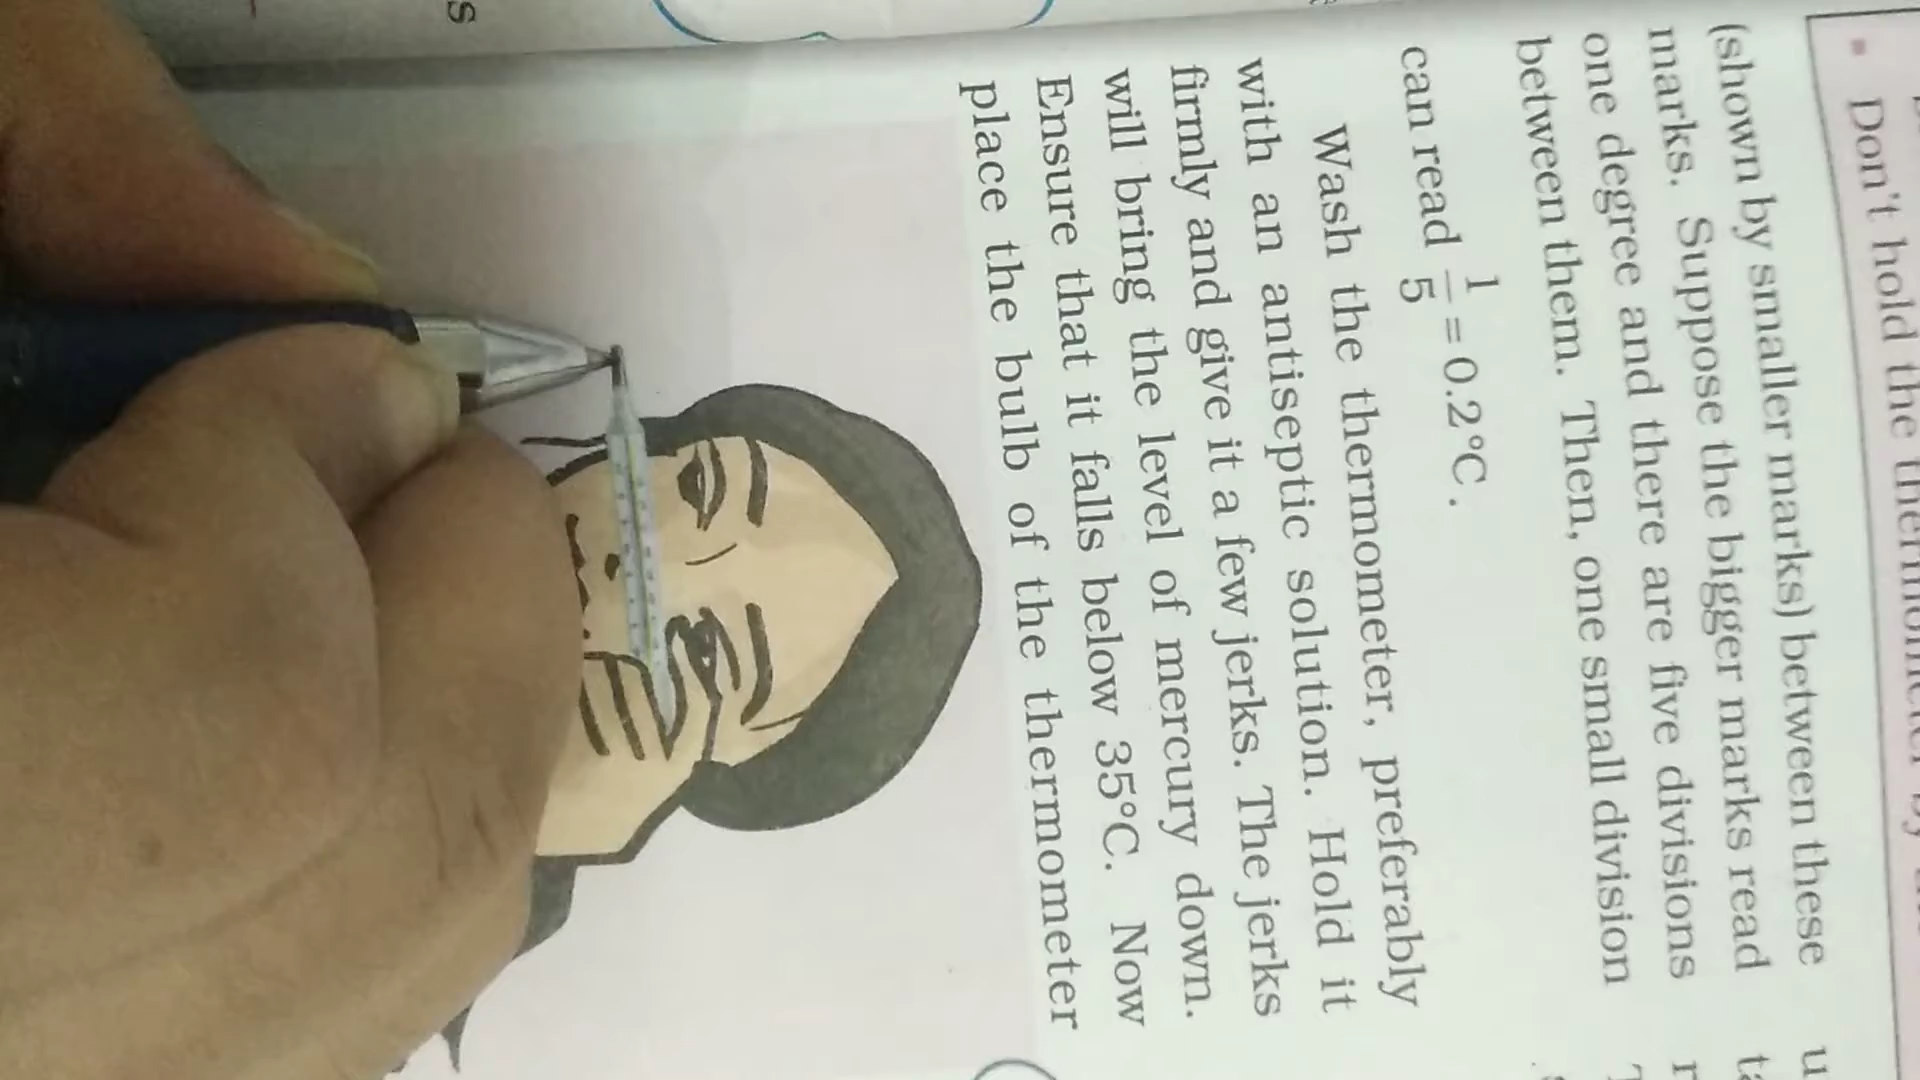 Don't hold the thermometer by
(shown by smaller marks) between these
marks. Suppose the bigger marks read
one degree and there are five divisions
between them. Then, one small division
can read 1/5 = 0.2°C.
Wash the thermometer, preferably
with an antiseptic solution. Hold it
firmly and give it a few jerks. The jerks
will bring the level of mercury down.
Ensure that it falls below 35°C. Now
place the bulb of the thermometer